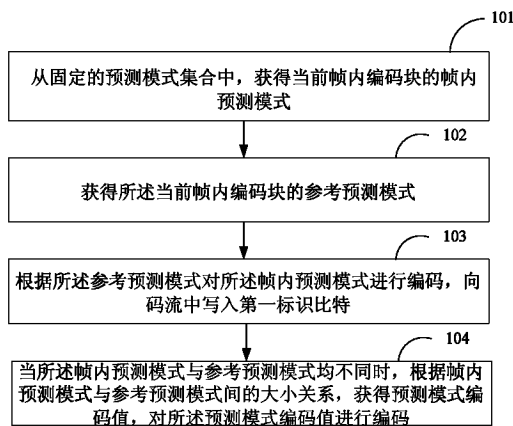 101
从固定的预测模式集合中，获得当前帧内编码块的帧内
预测模式
102
获得所述当前帧内编码块的参考预测模式
103
根据所述参考预测模式对所述帧内预测模式进行编码，向
码流中写入第一标识比特
104
当所述帧内预测模式与参考预测模式均不同时，根据帧内
预测模式与参考预测模式间的大小关系，获得预测模式编
码值，对所述预测模式编码值进行编码